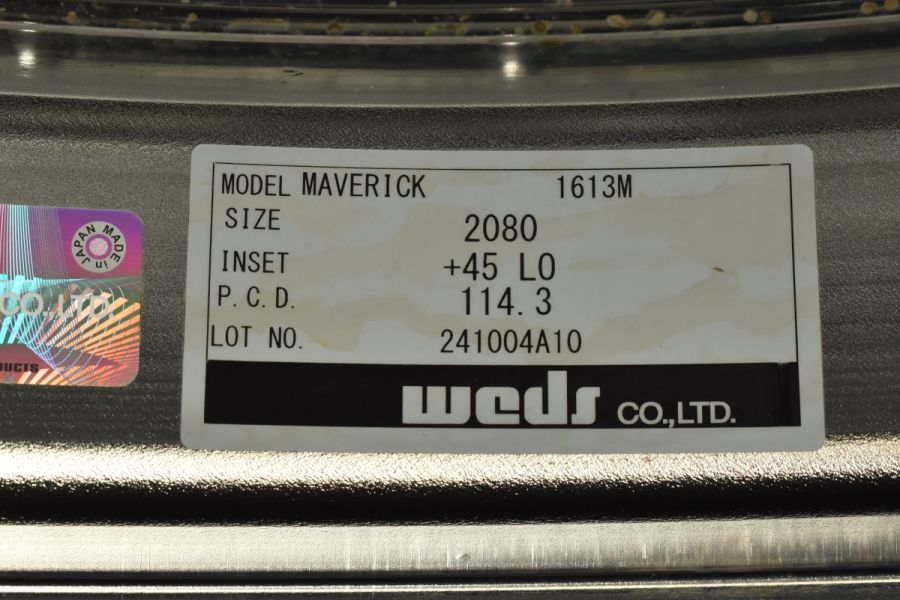 MODEL MAVERICK 1613M
SIZE 2080
INSET +45 LO
P.C.D. 114.3
LOT NO. 241004A10
weds CO.,LTD.
MADE in JAPAN
CO.,LTD.